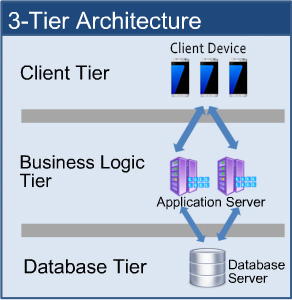 3-Tier Architecture
Client Device
Client Tier
Business Logic
Tier
Application Server
Database Tier
Database
Server